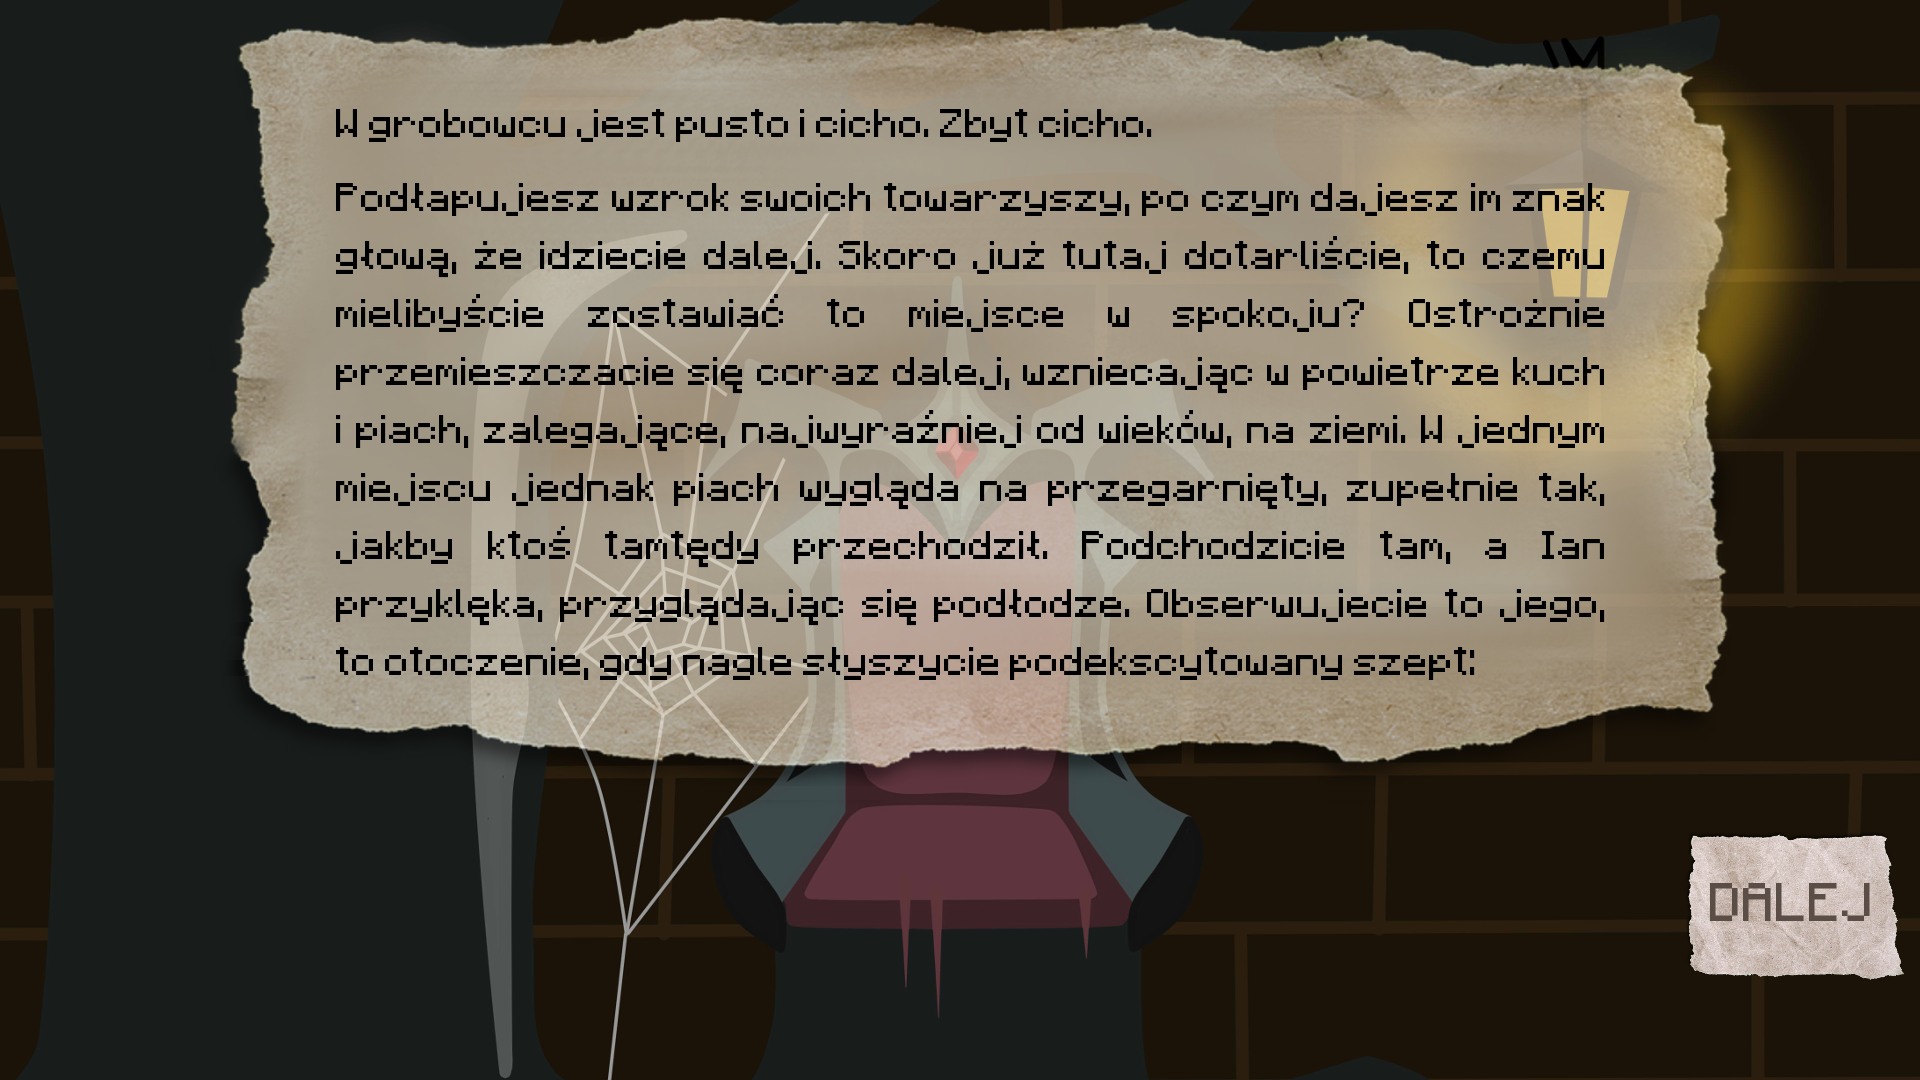 W grobowcu jest pusto i cicho. Zbyt cicho.
Podłapujesz wzrok swoich towarzyszy, po czym dajesz im znak
głową, że idziecie dalej. Skoro już tutaj dotarliście, to czemu
mielibyście zostawiać to miejsce w spokoju? Ostrożnie
przemieszczacie się coraz dalej, wzniecając w powietrze kuch
i piach, zalegające, najwyraźniej od wieków, na ziemi. W jednym
miejscu jednak piach wygląda na przegarnięty, zupełnie tak,
jakby ktoś tamtędy przechodził. Podchodzicie tam, a Ian
przyklęka, przyglądając się podłodze. Obserwujecie to jego,
to otoczenie, gdy nagle słyszycie podekscytowany szept:
DALEJ